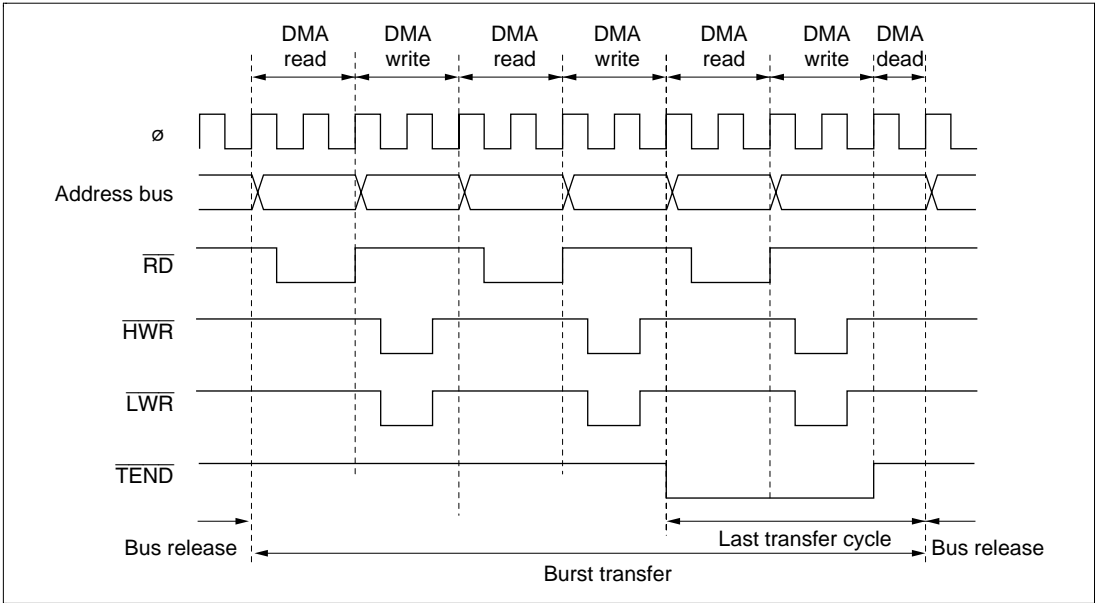 DMA read
DMA write
DMA read
DMA write
DMA read
DMA write
DMA dead
ø
Address bus
RD
HWR
LWR
TEND
Bus release
Last transfer cycle
Bus release
Burst transfer